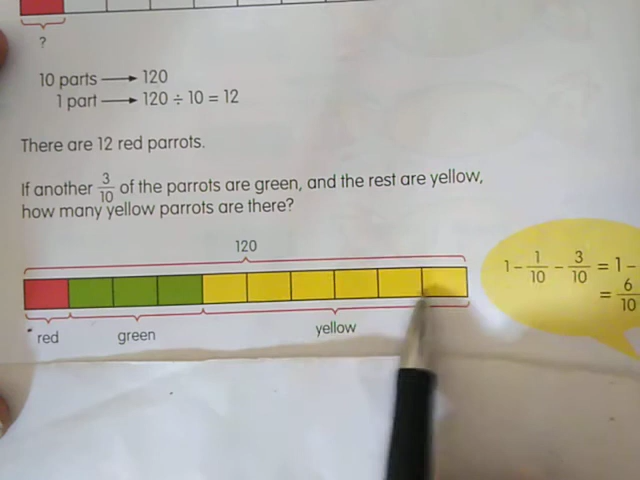 ?
10 parts → 120
1 part → 120 ÷ 10 = 12
There are 12 red parrots.
If another 3/10 of the parrots are green, and the rest are yellow,
how many yellow parrots are there?
120
red green yellow
1 - 1/10 - 3/10 = 1 -
= 6/10